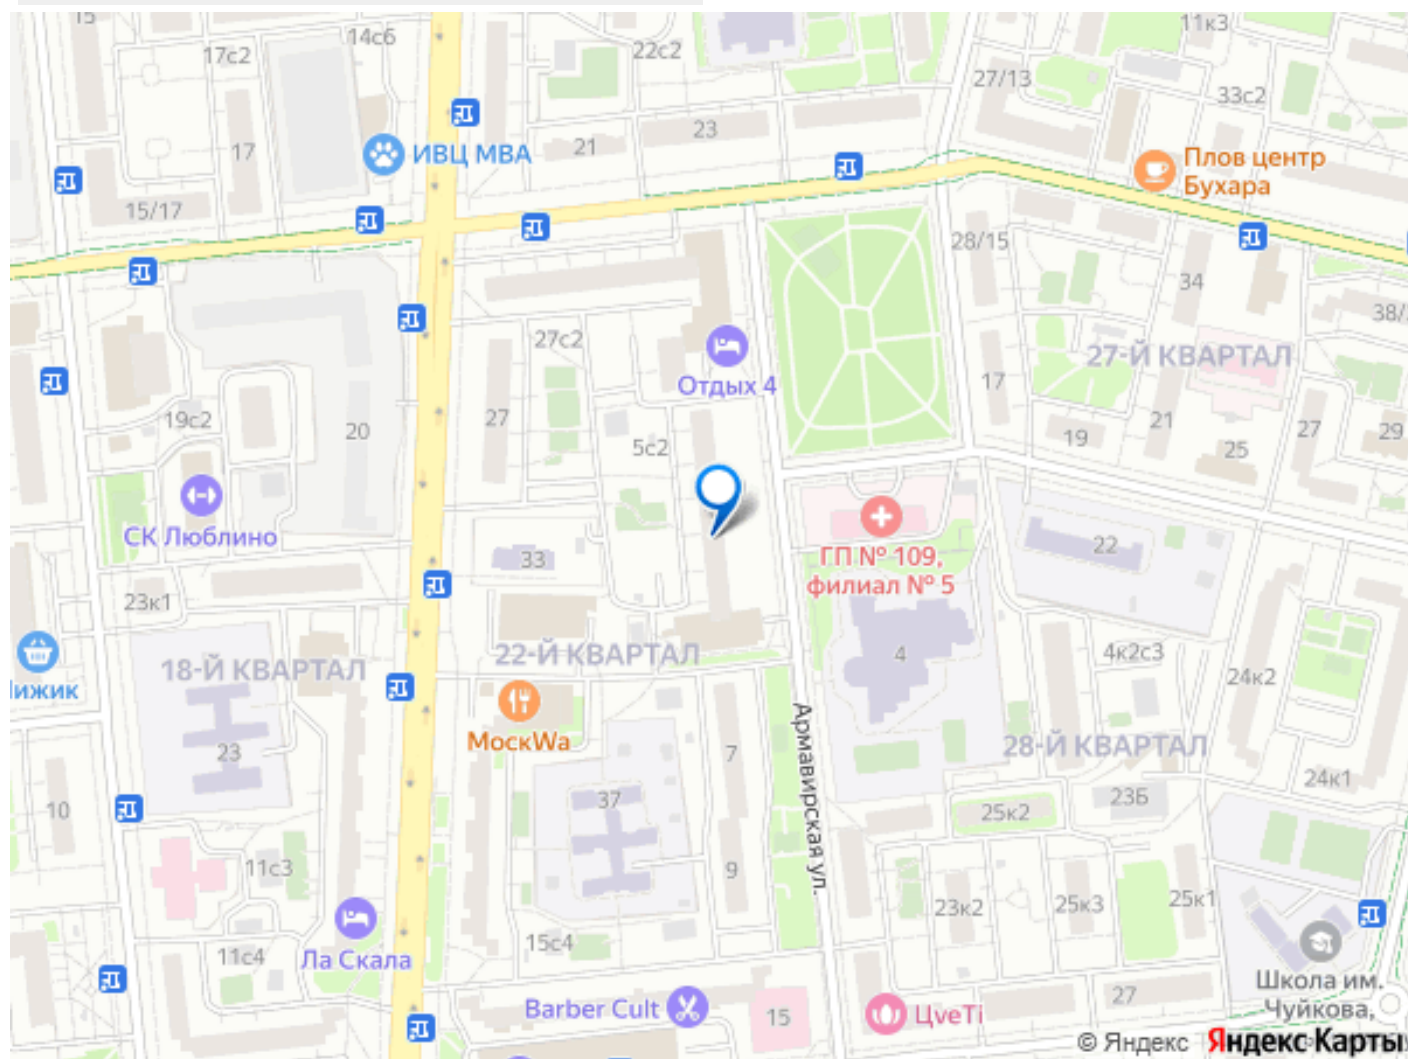 15
14с6
17с2
22с2
11к3
27/13
33с2
23
21
17
ИВЦ МВА
Плов центр
Бухара
15/17
28/15
34
38/
27с2
27-Й КВАРТАЛ
Отдых 4
17
19с2
20
27
5с2
19
21
25
27
29
СК Люблино
33
ГП № 109,
филиал № 5
22
23к1
18-Й КВАРТАЛ
22-Й КВАРТАЛ
4
4к2с3
24к2
ижик
МоскWa
Армавирская ул.
28-Й КВАРТАЛ
23
7
24к1
10
37
25к2
23Б
11с3
9
23к2
25к3
25к1
11с4
Ла Скала
15с4
Школа им.
Чуйкова,
Barber Cult
15
ЦveTi
27
© Яндекс Яндекс Карты